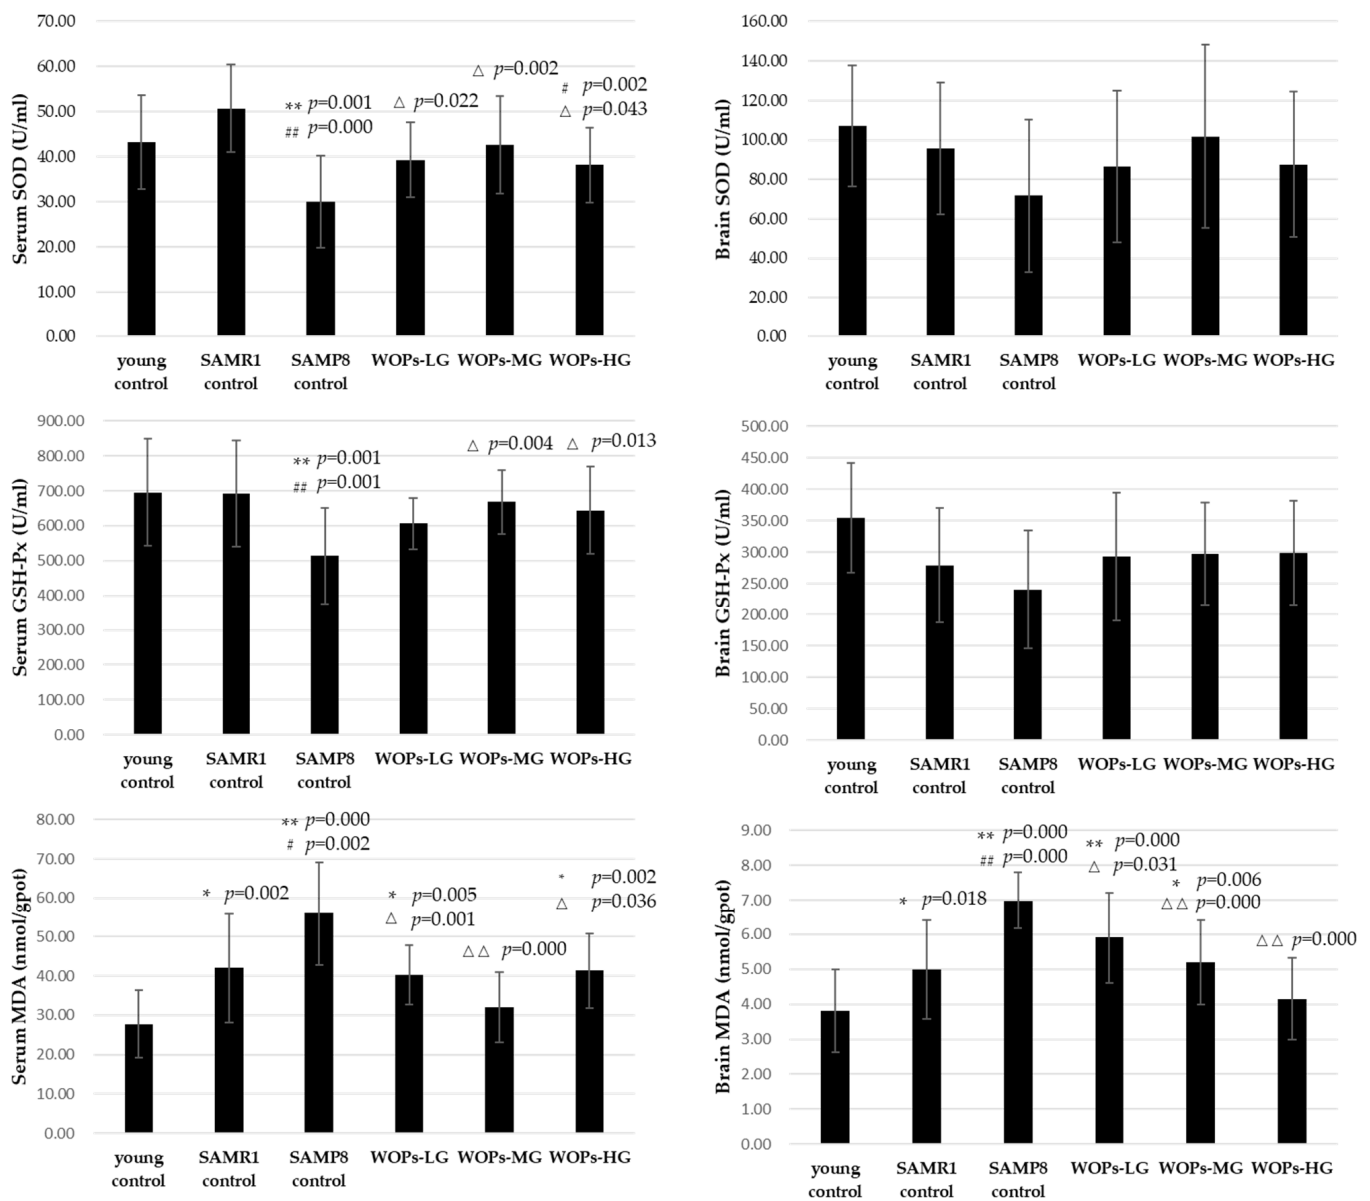 Serum SOD (U/ml)
70.00
60.00
50.00
40.00
30.00
20.00
10.00
0.00
** p=0.001
## p=0.000
△ p=0.022
△ p=0.002
# p=0.002
△ p=0.043
young control
SAMR1 control
SAMP8 control
WOPs-LG
WOPs-MG
WOPs-HG
Brain SOD (U/ml)
160.00
140.00
120.00
100.00
80.00
60.00
40.00
20.00
0.00
young control
SAMR1 control
SAMP8 control
WOPs-LG
WOPs-MG
WOPs-HG
Serum GSH-Px (U/ml)
900.00
800.00
700.00
600.00
500.00
400.00
300.00
200.00
100.00
0.00
** p=0.001
## p=0.001
△ p=0.004
△ p=0.013
young control
SAMR1 control
SAMP8 control
WOPs-LG
WOPs-MG
WOPs-HG
Brain GSH-Px (U/ml)
500.00
450.00
400.00
350.00
300.00
250.00
200.00
150.00
100.00
50.00
0.00
young control
SAMR1 control
SAMP8 control
WOPs-LG
WOPs-MG
WOPs-HG
Serum MDA (nmol/gpot)
80.00
70.00
60.00
50.00
40.00
30.00
20.00
10.00
0.00
* p=0.002
** p=0.000
# p=0.002
* p=0.005
△ p=0.001
△△ p=0.000
* p=0.002
△ p=0.036
young control
SAMR1 control
SAMP8 control
WOPs-LG
WOPs-MG
WOPs-HG
Brain MDA (nmol/gpot)
9.00
8.00
7.00
6.00
5.00
4.00
3.00
2.00
1.00
0.00
* p=0.018
** p=0.000
## p=0.000
** p=0.000
△ p=0.031
* p=0.006
△△ p=0.000
△△ p=0.000
young control
SAMR1 control
SAMP8 control
WOPs-LG
WOPs-MG
WOPs-HG